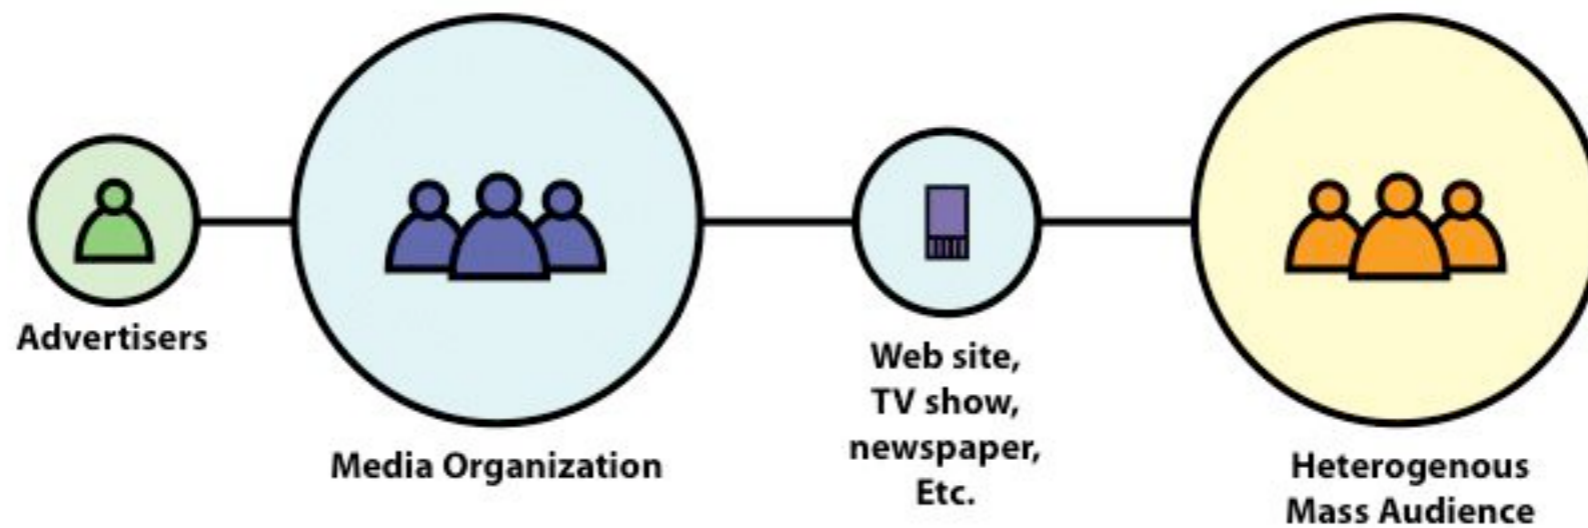 Advertisers
Media Organization
Web site,
TV show,
newspaper,
Etc.
Heterogenous
Mass Audience